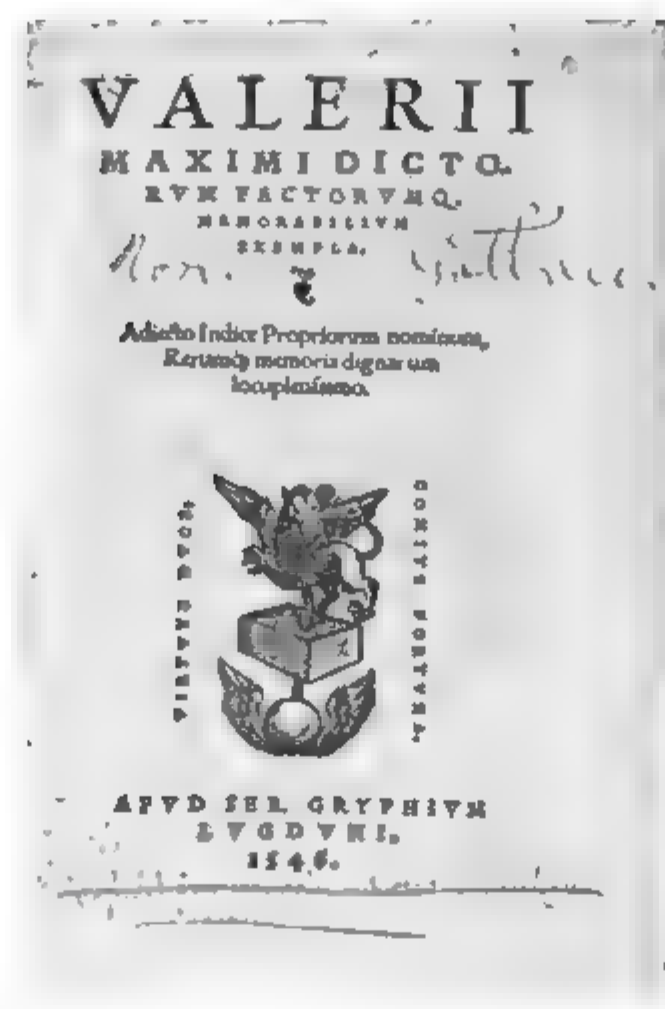 VALERII
MAXIMI DICTO-
RVM FACTORVMQ.
MEMORABILIVM
EXEMPLA.
Adiecto Indice Propriorum nominum,
Rerumq́; memoria dignarum
locupletissimo.
VIRTVTE DVCE,
COMITE FORTVNA.
APVD SEB. GRYPHIVM
LVGDVNI.